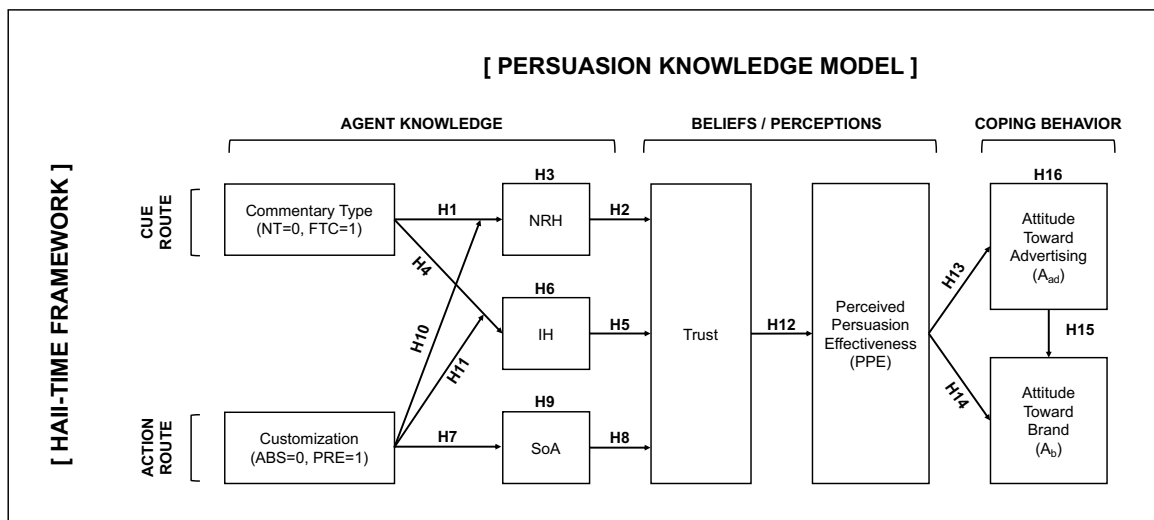 [ PERSUASION KNOWLEDGE MODEL ]
AGENT KNOWLEDGE
BELIEFS / PERCEPTIONS
COPING BEHAVIOR
[ HAII-TIME FRAMEWORK ]
CUE
ROUTE
Commentary Type
(NT=0, FTC=1)
H1
H3
NRH
H2
H4
H6
IH
H5
H10
H11
ACTION
ROUTE
Customization
(ABS=0, PRE=1)
H7
H9
SoA
H8
Trust
H12
Perceived
Persuasion
Effectiveness
(PPE)
H13
H14
H16
Attitude
Toward
Advertising
(Aad)
H15
Attitude
Toward
Brand
(Ab)